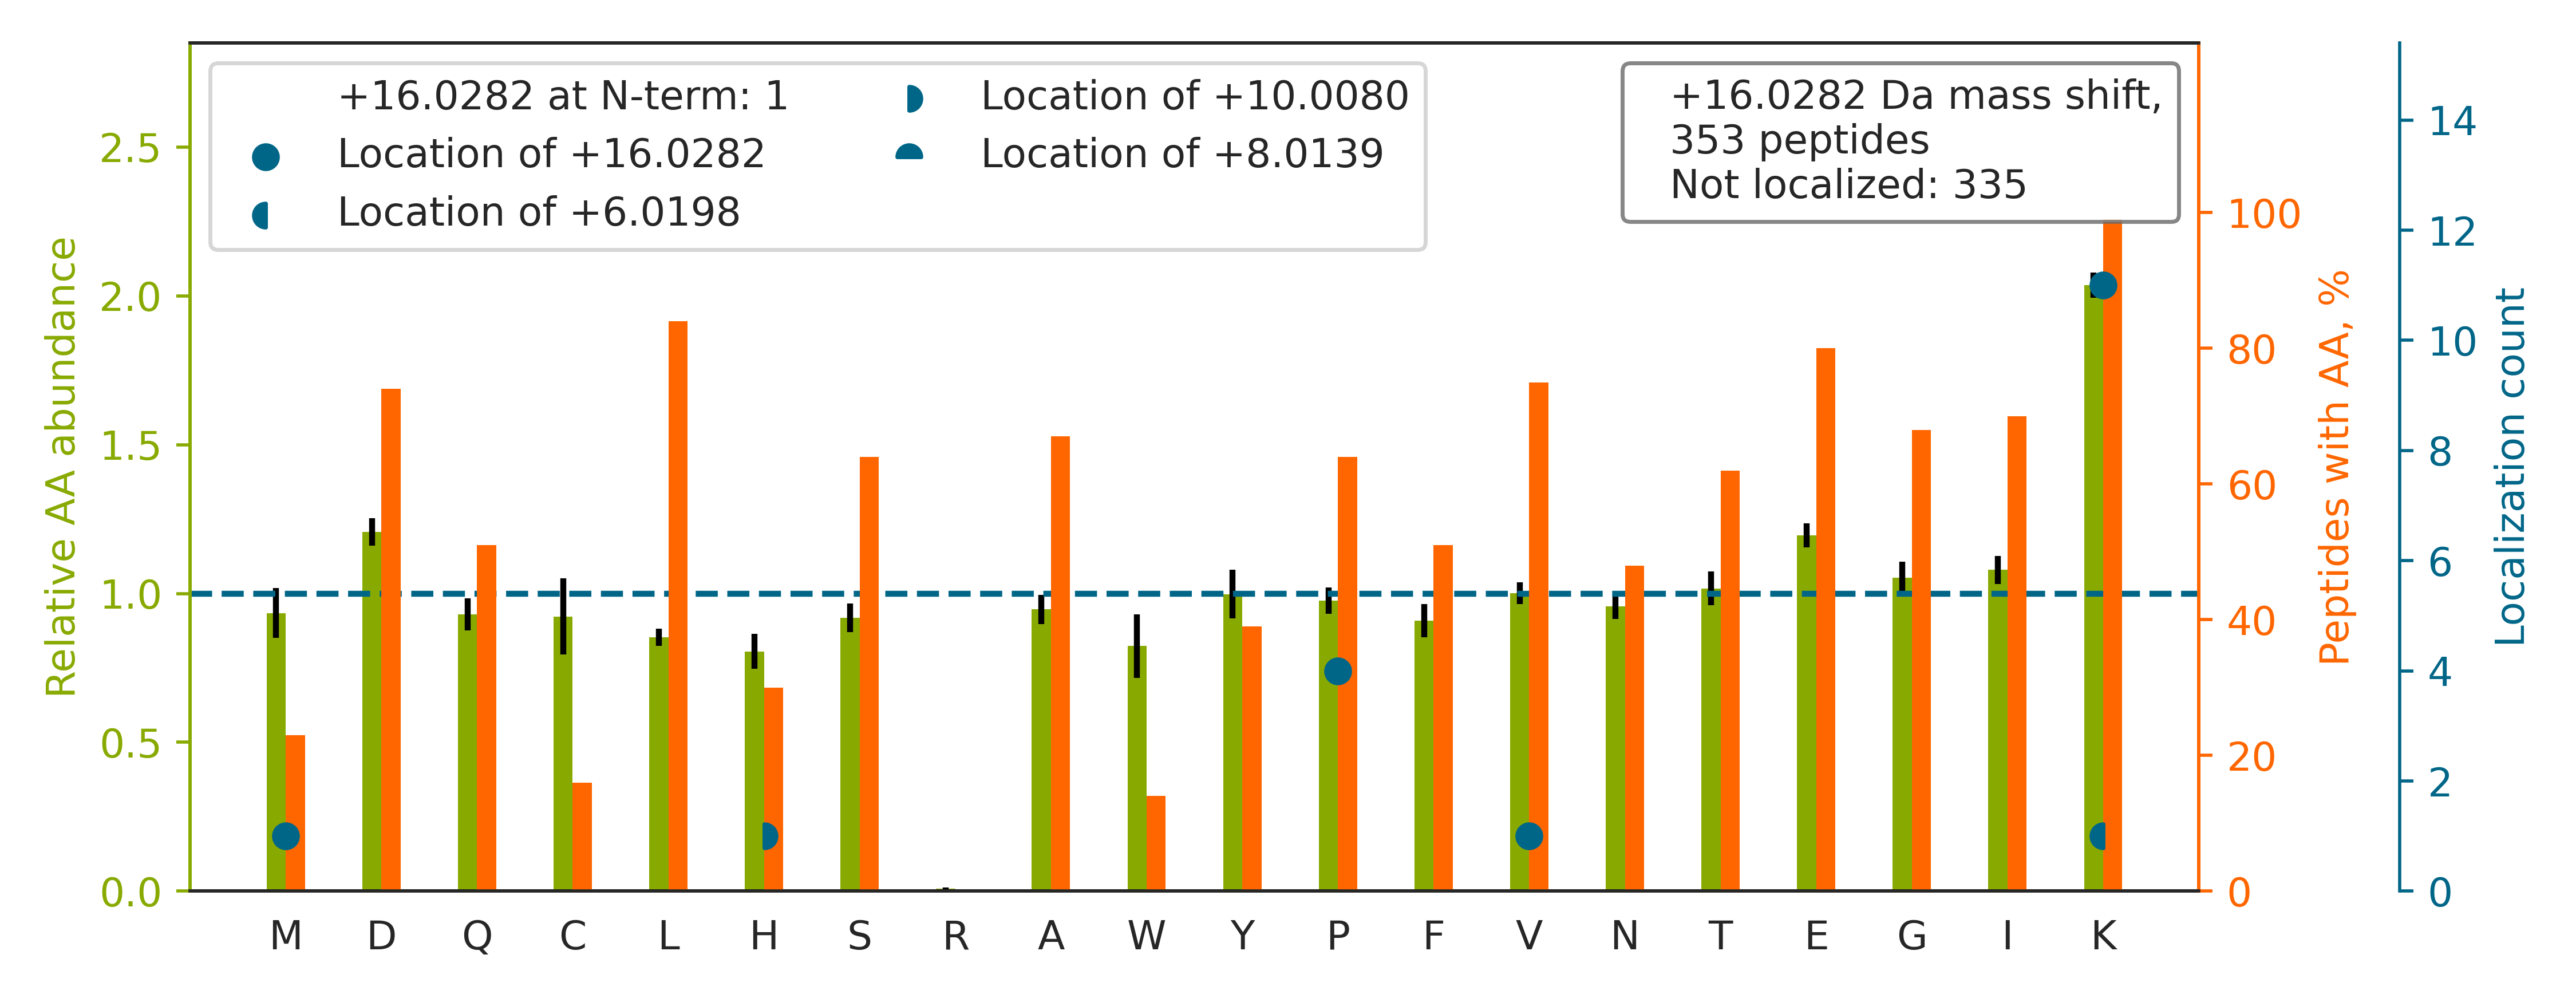 +16.0282 at N-term: 1
Location of +16.0282
Location of +6.0198
Location of +10.0080
Location of +8.0139
+16.0282 Da mass shift,
353 peptides
Not localized: 335
Relative AA abundance
2.5
2.0
1.5
1.0
0.5
0.0
Peptides with AA, %
100
80
60
40
20
0
Localization count
14
12
10
8
6
4
2
0
M D Q C L H S R A W Y P F V N T E G I K